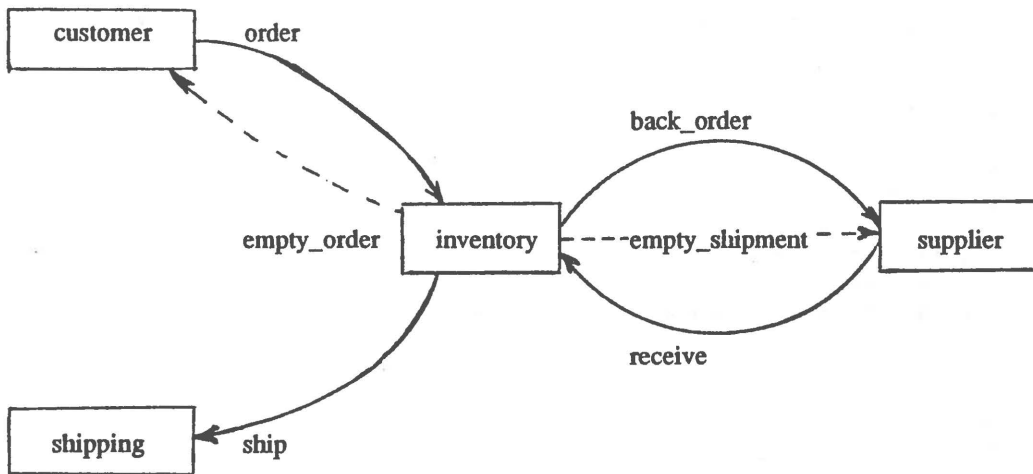 customer
order
back_order
empty_order
inventory
empty_shipment
supplier
receive
shipping
ship